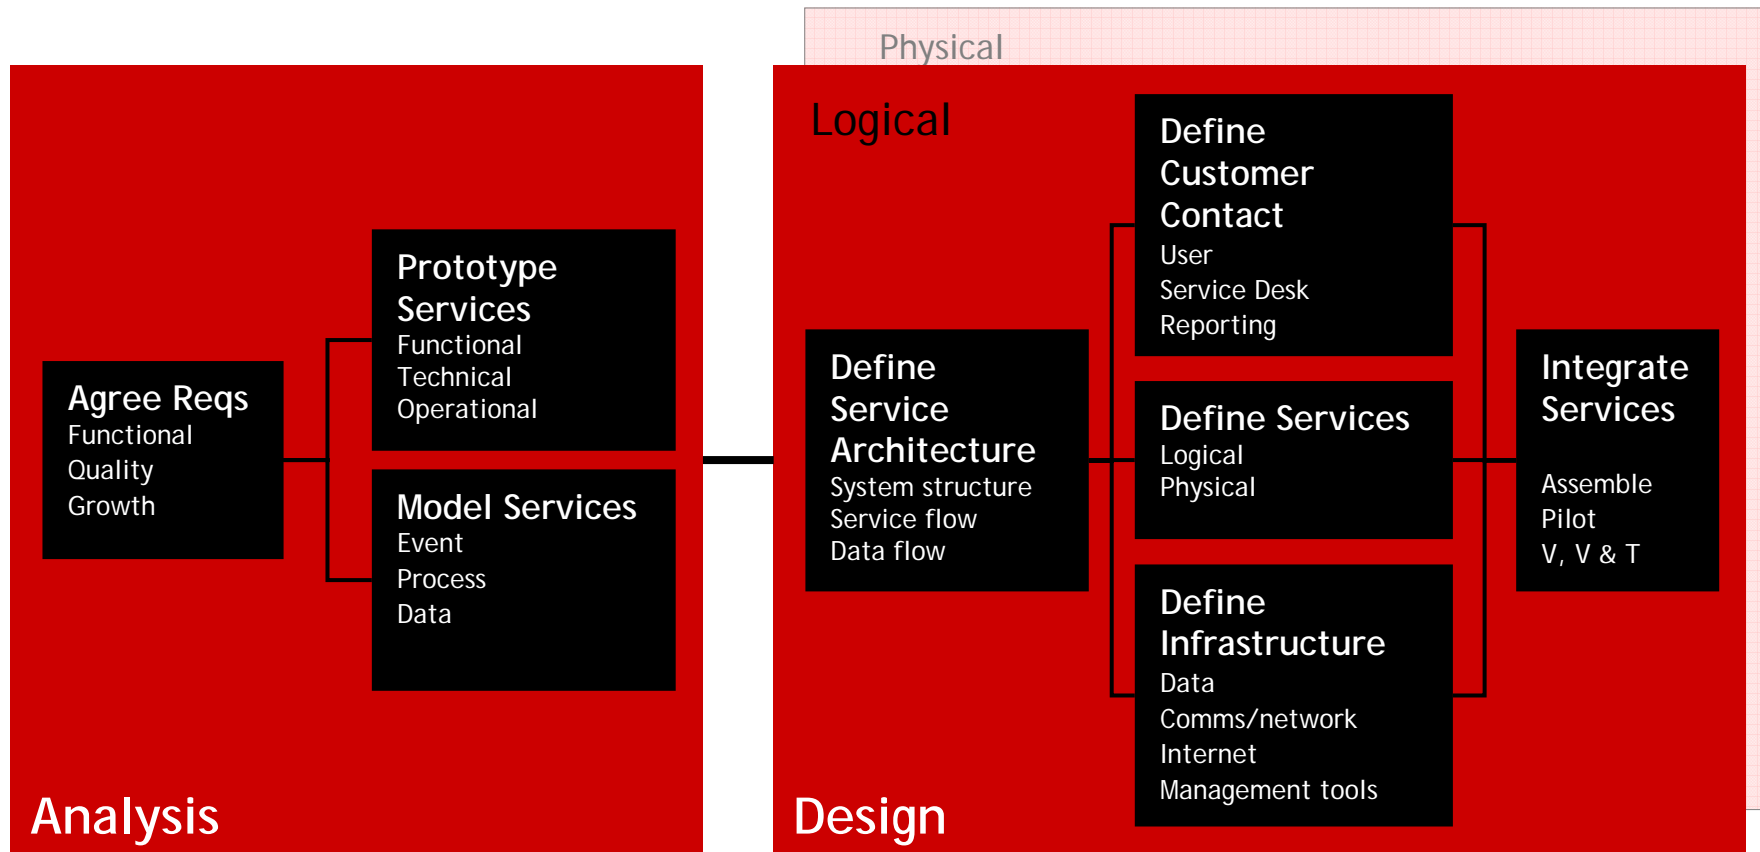 Physical
Logical
Agree Reqs
Functional
Quality
Growth
Prototype
Services
Functional
Technical
Operational
Model Services
Event
Process
Data
Analysis
Define
Service
Architecture
System structure
Service flow
Data flow
Define
Customer
Contact
User
Service Desk
Reporting
Define Services
Logical
Physical
Define
Infrastructure
Data
Comms/network
Internet
Management tools
Integrate
Services
Assemble
Pilot
V, V & T
Design